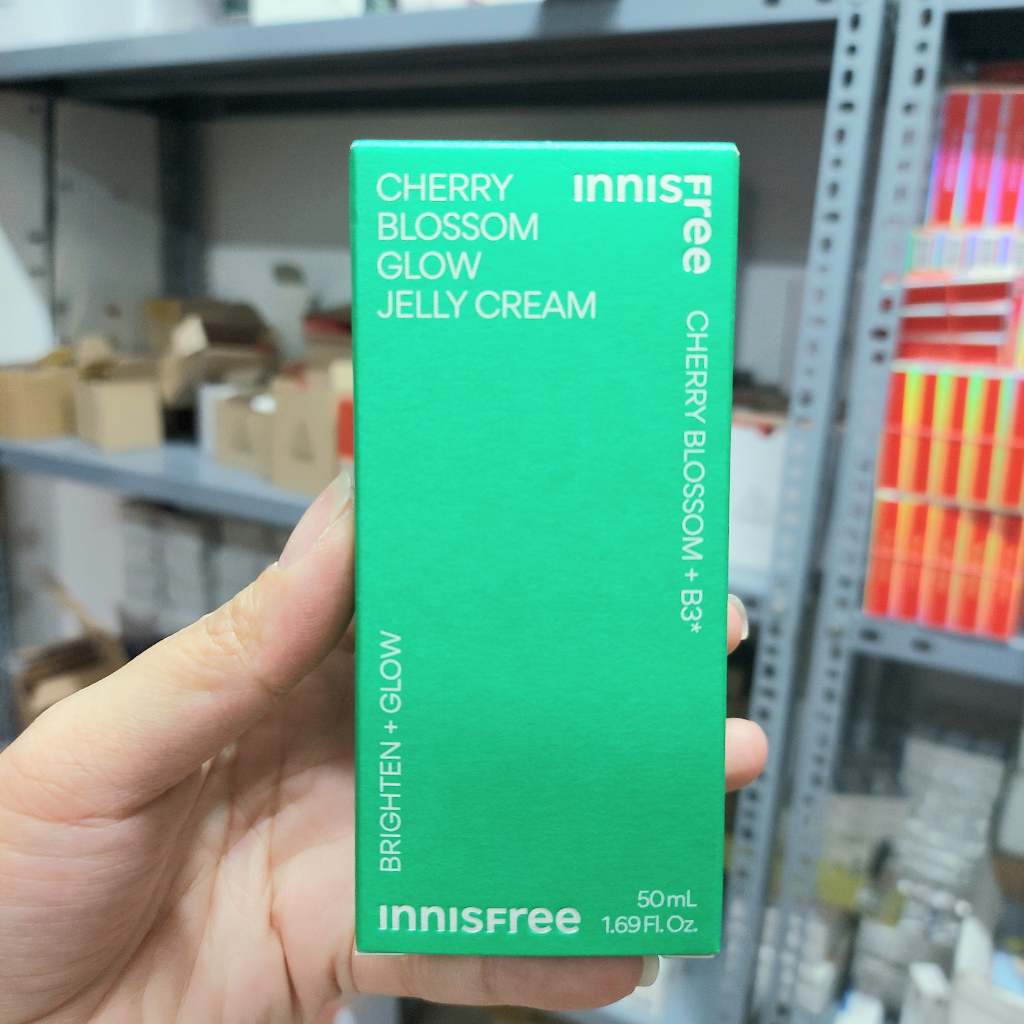 CHERRY
BLOSSOM
GLOW
JELLY CREAM
innisFree
CHERRY BLOSSOM + B3*
BRIGHTEN + GLOW
innisFree
50 mL
1.69 Fl. Oz.